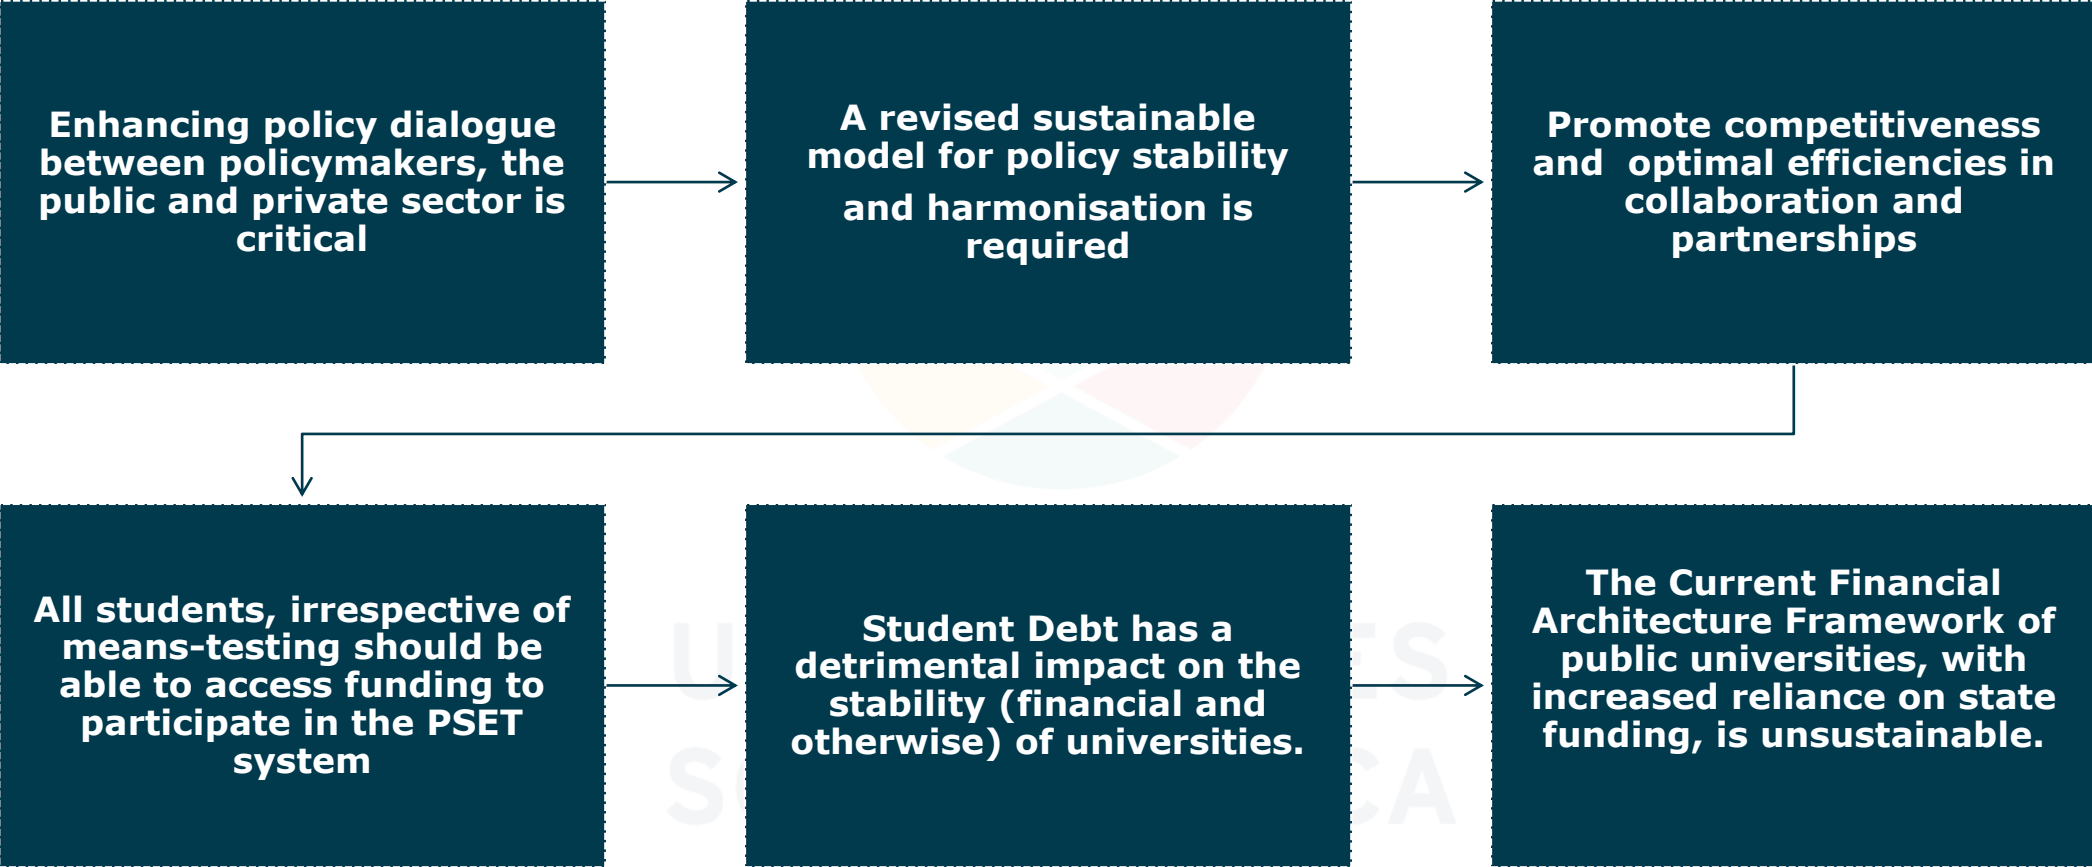 Enhancing policy dialogue
between policymakers, the
public and private sector is
critical
A revised sustainable
model for policy stability
and harmonisation is
required
Promote competitiveness
and  optimal efficiencies in
collaboration and
partnerships
All students, irrespective of
means-testing should be
able to access funding to
participate in the PSET
system
Student Debt has a
detrimental impact on the
stability (financial and
otherwise) of universities.
The Current Financial
Architecture Framework of
public universities, with
increased reliance on state
funding, is unsustainable.